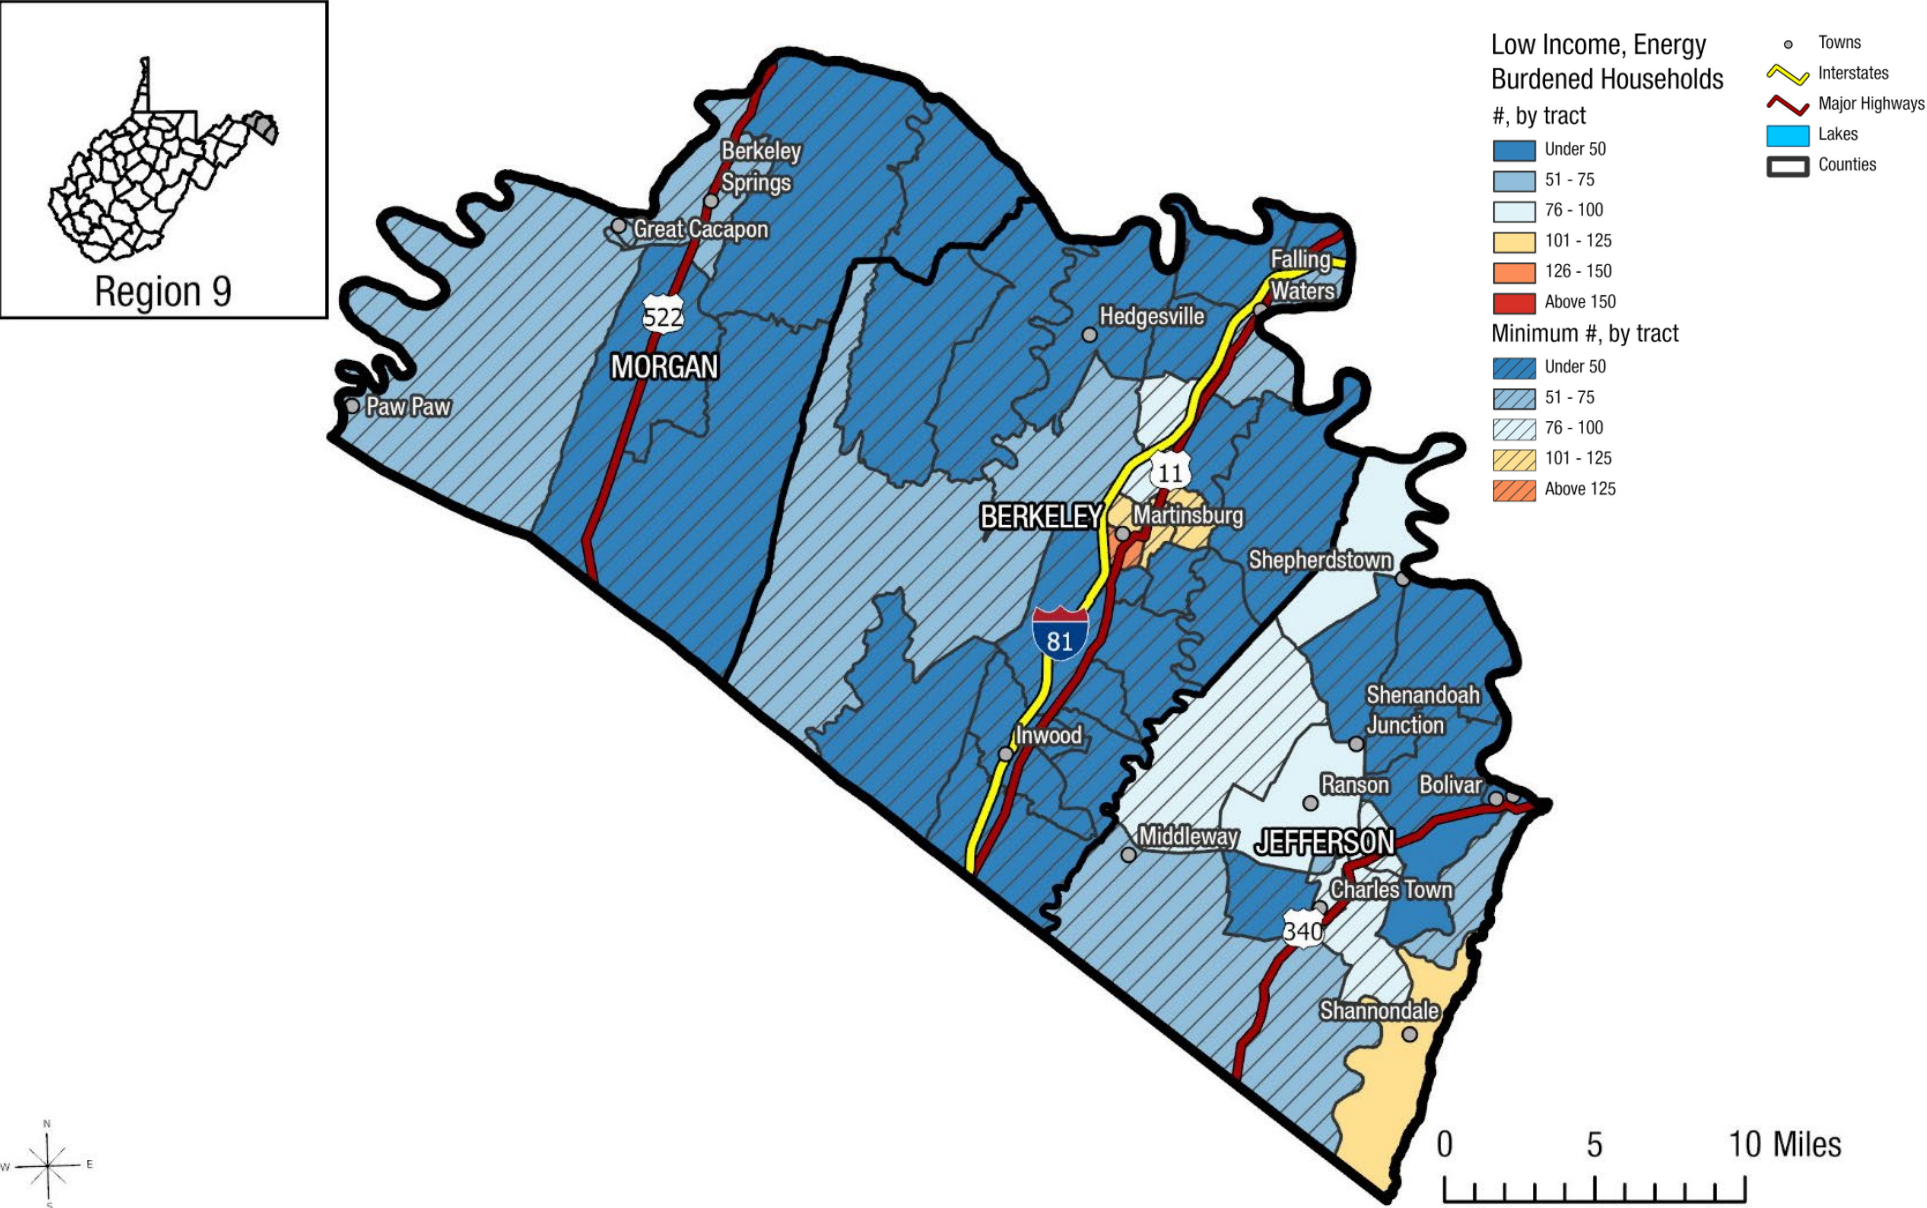 Region 9
Low Income, Energy
Burdened Households
#, by tract
Under 50
51 - 75
76 - 100
101 - 125
126 - 150
Above 150
Minimum #, by tract
Under 50
51 - 75
76 - 100
101 - 125
Above 125
Towns
Interstates
Major Highways
Lakes
Counties
Berkeley
Springs
Great Cacapon
522
MORGAN
Paw Paw
Falling
Waters
Hedgesville
11
BERKELEY
Martinsburg
Shepherdstown
81
Shenandoah
Junction
Inwood
Ranson
Bolivar
Middleway
JEFFERSON
Charles Town
340
Shannondale
N
W
E
S
0 5 10 Miles